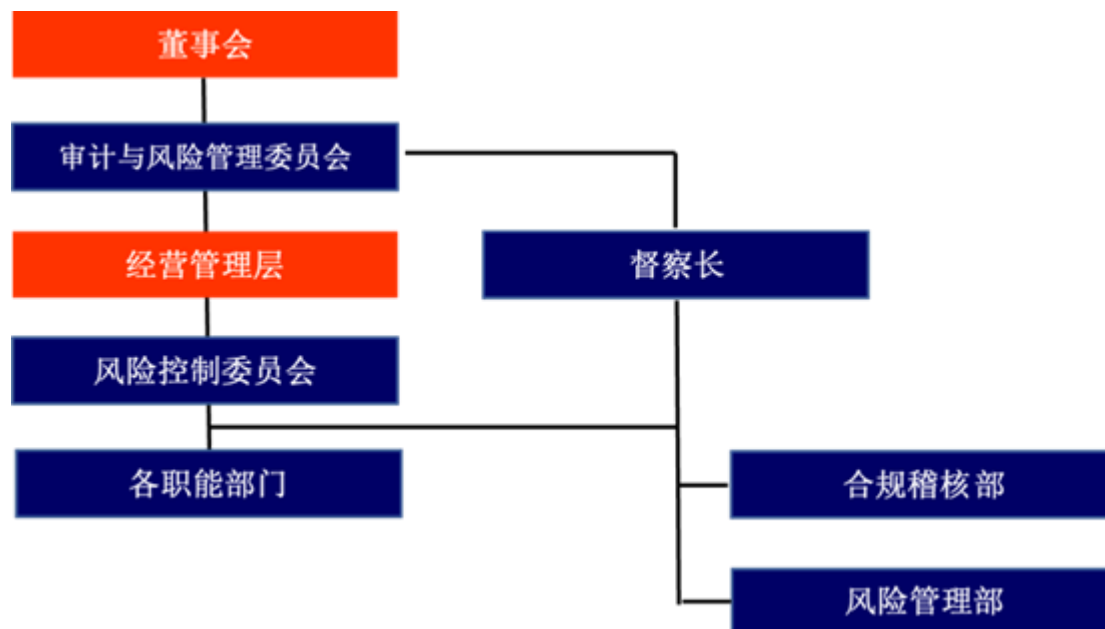 董事会
审计与风险管理委员会
经营管理层
督察长
风险控制委员会
各职能部门
合规稽核部
风险管理部